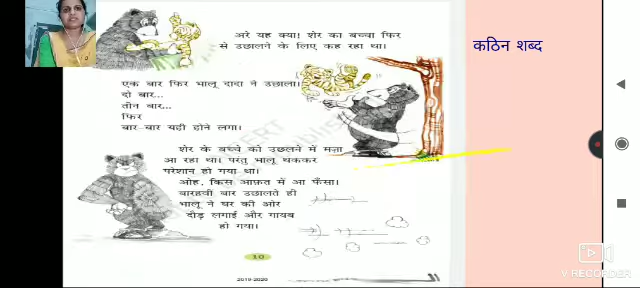 अरे यह क्या! शेर का बच्चा फिर
से उछालने के लिए कह रहा था।
कठिन शब्द
एक बार फिर भालू दादा ने उछाला।
दो बार...
तीन बार...
फिर
बार-बार यही होने लगा।
शेर के बच्चे को उछलने में मज़ा
आ रहा था। परंतु भालू थककर
परेशान हो गया था।
ओह, किस आफ़त में आ फँसा।
बारहवीं बार उछालते ही
भालू ने घर की ओर
दौड़ लगाई और गायब
हो गया।
10
2019-2020
V RECORDER